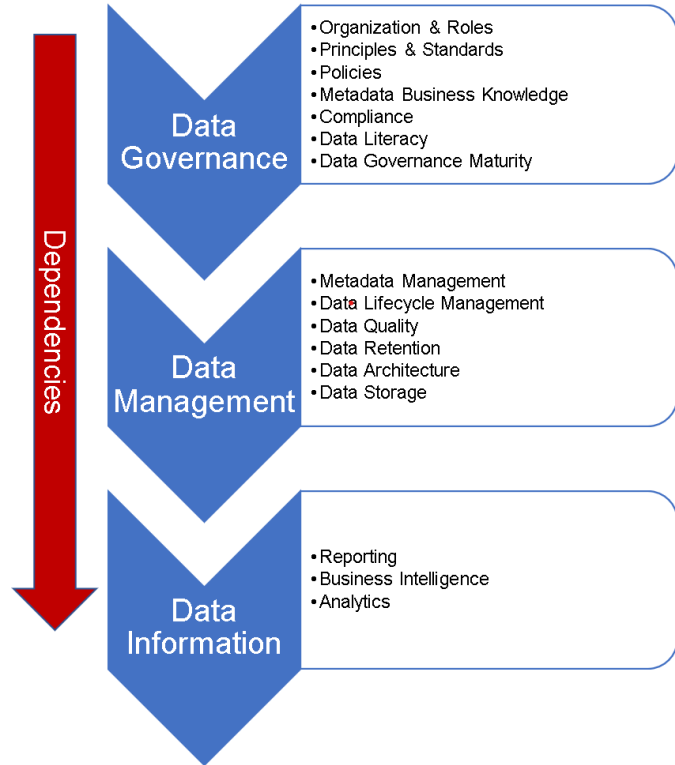 Dependencies
Data
Governance
•Organization & Roles
•Principles & Standards
•Policies
•Metadata Business Knowledge
•Compliance
•Data Literacy
•Data Governance Maturity
Data
Management
•Metadata Management
•Data Lifecycle Management
•Data Quality
•Data Retention
•Data Architecture
•Data Storage
Data
Information
•Reporting
•Business Intelligence
•Analytics